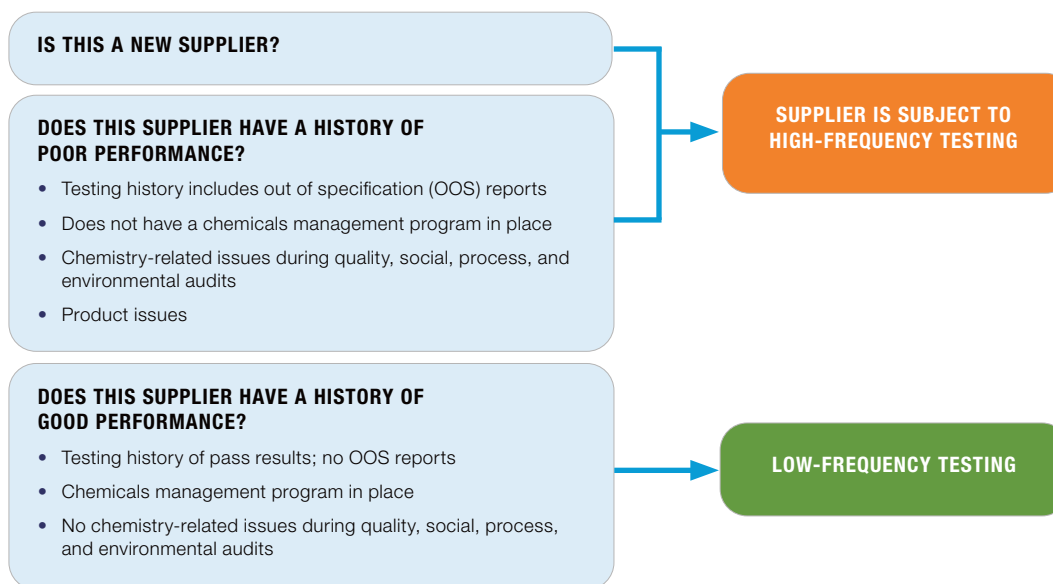 IS THIS A NEW SUPPLIER?
DOES THIS SUPPLIER HAVE A HISTORY OF
POOR PERFORMANCE?
• Testing history includes out of specification (OOS) reports
• Does not have a chemicals management program in place
• Chemistry-related issues during quality, social, process, and
environmental audits
• Product issues
SUPPLIER IS SUBJECT TO
HIGH-FREQUENCY TESTING
DOES THIS SUPPLIER HAVE A HISTORY OF
GOOD PERFORMANCE?
• Testing history of pass results; no OOS reports
• Chemicals management program in place
• No chemistry-related issues during quality, social, process,
and environmental audits
LOW-FREQUENCY TESTING